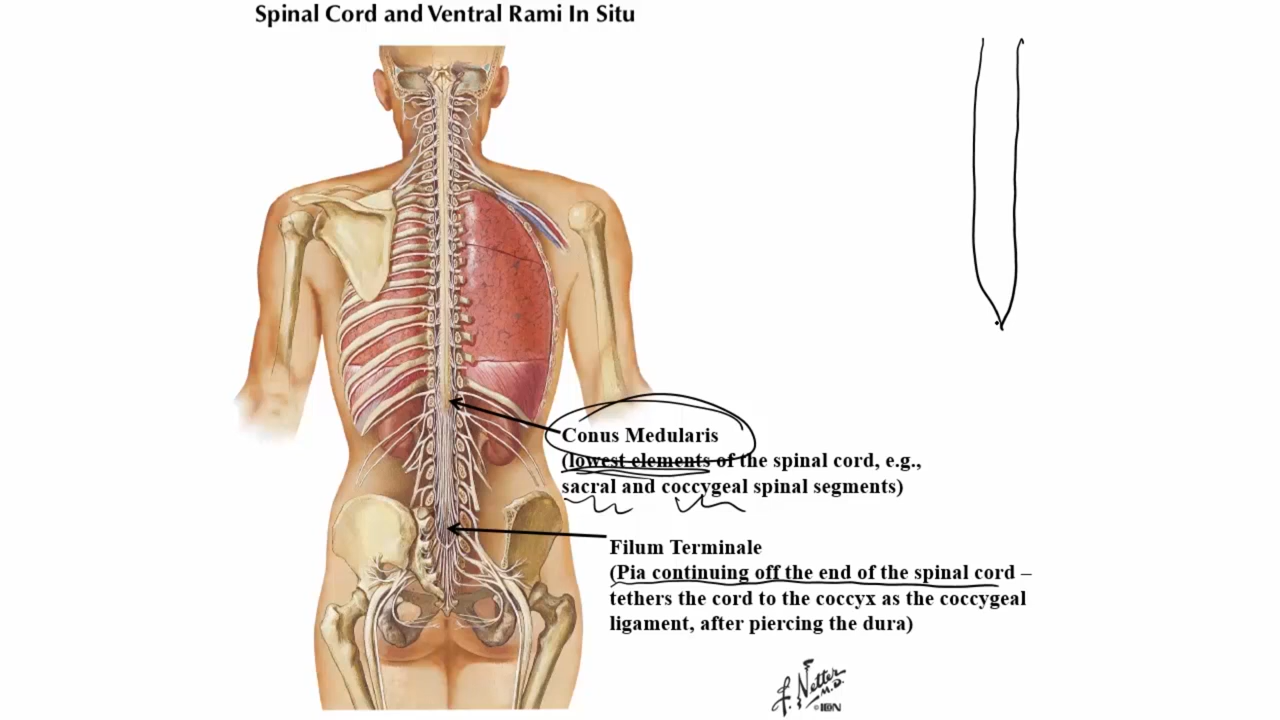 Spinal Cord and Ventral Rami In Situ
Conus Medularis
(lowest elements of the spinal cord, e.g.,
sacral and coccygeal spinal segments)
Filum Terminale
(Pia continuing off the end of the spinal cord –
tethers the cord to the coccyx as the coccygeal
ligament, after piercing the dura)
F. Netter
M.D.